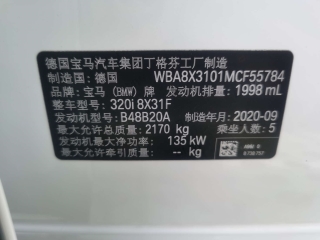 德国宝马汽车集团丁格芬工厂制造
制造国：德国 WBA8X3101MCF55784
品牌：宝马（BMW）牌 发动机排量：1998 mL
整车型号：320i 8X31F
发动机型号：B48B20A 制造年月：2020-09
最大允许总质量：2170 kg 乘坐人数：5
发动机最大净功率：135 kW
最大允许牵引质量：-- kg